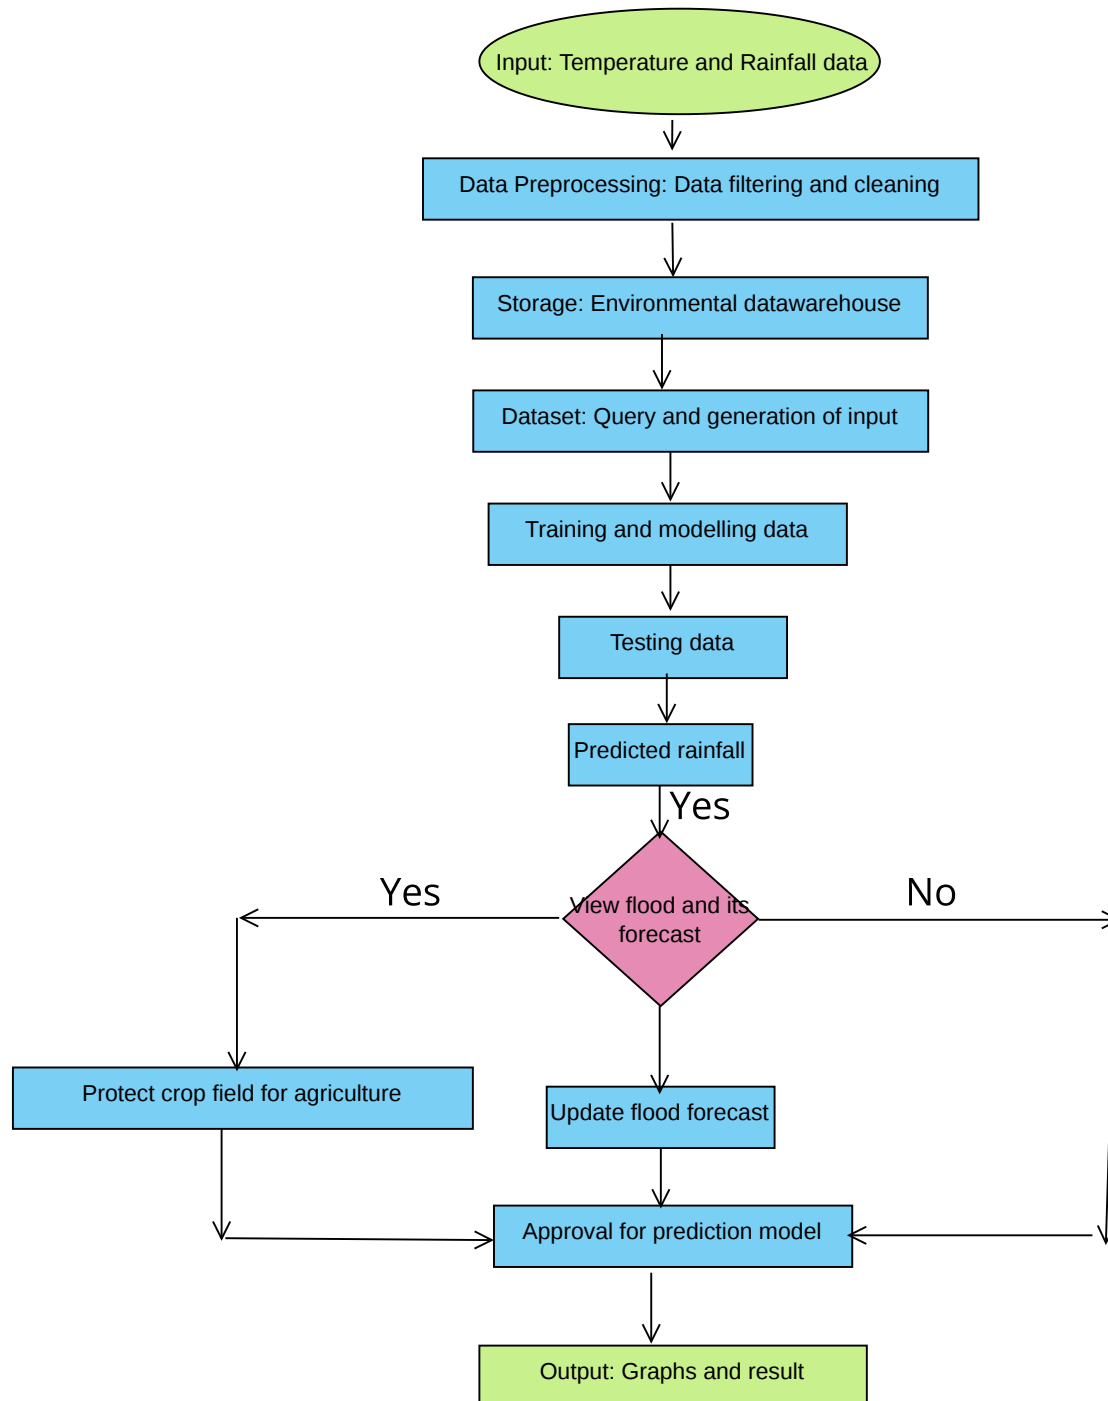 Input: Temperature and Rainfall data
Data Preprocessing: Data filtering and cleaning
Storage: Environmental datawarehouse
Dataset: Query and generation of input
Training and modelling data
Testing data
Predicted rainfall
Yes
Yes
No
View flood and its
forecast
Protect crop field for agriculture
Update flood forecast
Approval for prediction model
Output: Graphs and result